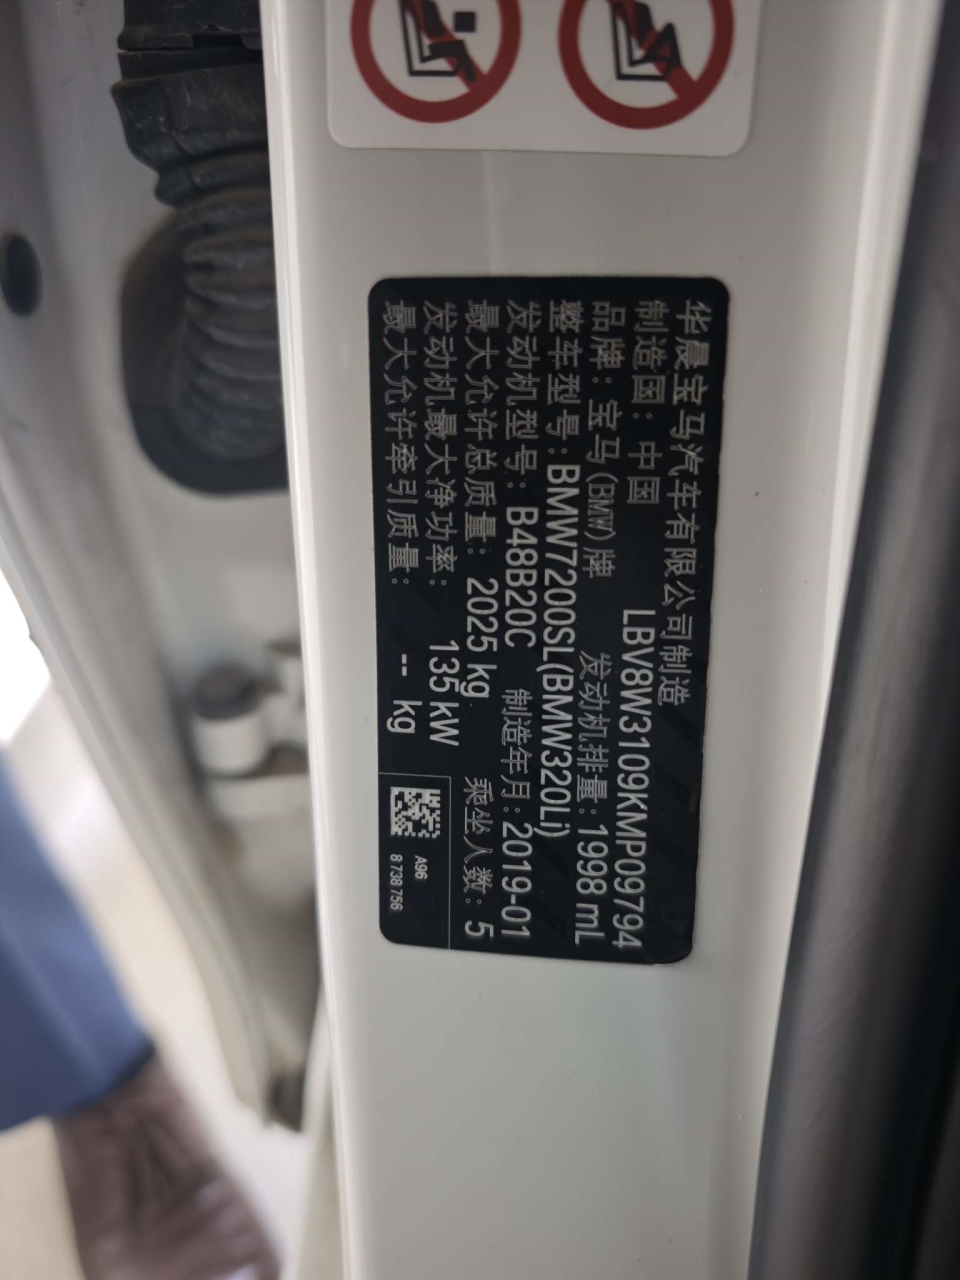 华晨宝马汽车有限公司制造
制造国：中国 LBV8W3109KMP09794
品牌：宝马(BMW)牌 发动机排量：1998 mL
整车型号：BMW7200SL(BMW320Li)
发动机型号：B48B20C 制造年月：2019-01
最大允许总质量：2025 kg 乘坐人数：5
发动机最大净功率：135 kW
最大允许牵引质量：-- kg
A96
8 738 756